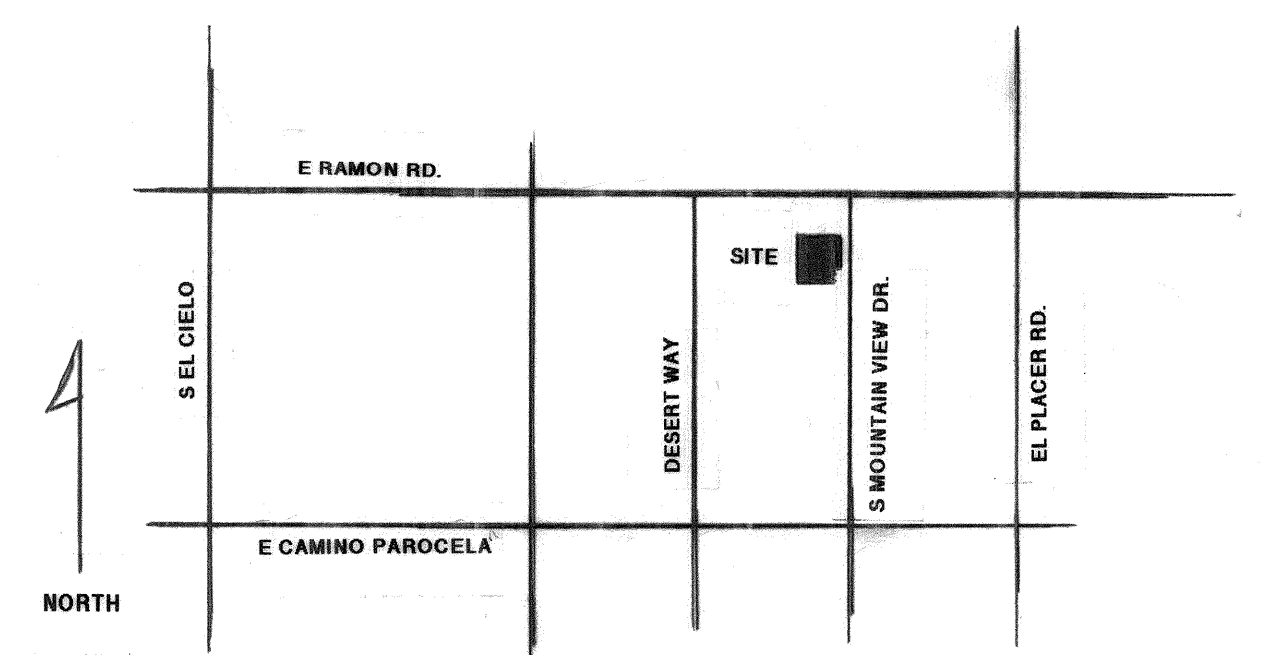 E RAMON RD.
SITE
S EL CIELO
DESERT WAY
S MOUNTAIN VIEW DR.
EL PLACER RD.
E CAMINO PAROCELA
NORTH